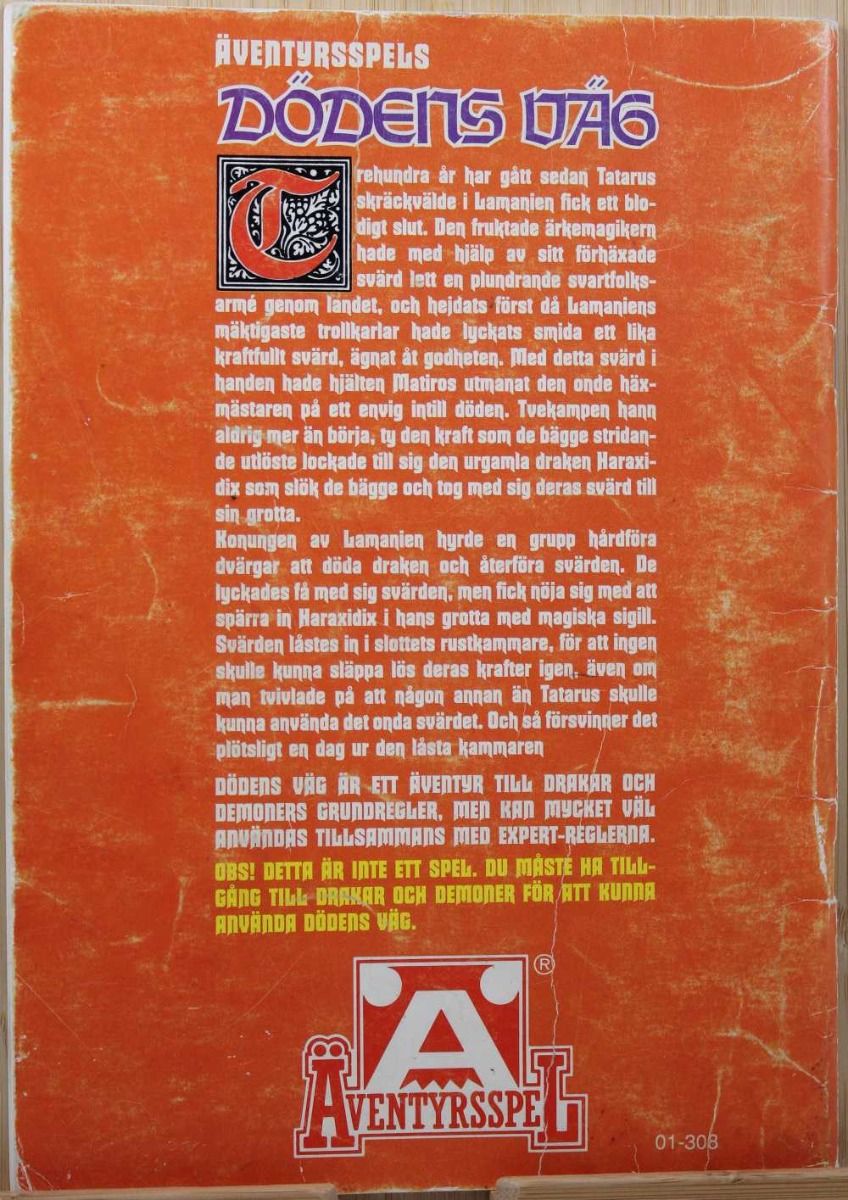 ÄVENTYRSSPELS
DÖDENS VÄG
Trehundra år har gått sedan Tatarus
skräckvälde i Lamanien fick ett blo-
digt slut. Den fruktade ärkemagikern
hade med hjälp av sitt förhäxade
svärd lett en plundrande svartfolks-
armé genom landet, och hejdats först då Lamaniens
mäktigaste trollkarlar hade lyckats smida ett lika
kraftfullt svärd, ägnat åt godheten. Med detta svärd i
handen hade hjälten Matiros utmanat den onde häx-
mästaren på ett envig intill döden. Tvekampen hann
aldrig mer än börja, ty den kraft som de bägge stridan-
de utlöste lockade till sig den urgamla draken Haraxi-
dix som slök de bägge och tog med sig deras svärd till
sin grotta.
Konungen av Lamanien hyrde en grupp hårdföra
dvärgar att döda draken och återföra svärden. De
lyckades få med sig svärden, men fick nöja sig med att
spärra in Haraxidix i hans grotta med magiska sigill.
Svärden låstes in i slottets rustkammare, för att ingen
skulle kunna släppa lös deras krafter igen, även om
man tvivlade på att någon annan än Tatarus skulle
kunna använda det onda svärdet. Och så försvinner det
plötsligt en dag ur den låsta kammaren
DÖDENS VÄG ÄR ETT ÄVENTYR TILL DRAKAR OCH
DEMONERS GRUNDREGLER, MEN KAN MYCKET VÄL
ANVÄNDAS TILLSAMMANS MED EXPERT-REGLERNA.
OBS! DETTA ÄR INTE ETT SPEL. DU MÅSTE HA TILL-
GÅNG TILL DRAKAR OCH DEMONER FÖR ATT KUNNA
ANVÄNDA DÖDENS VÄG.
®
Ä
ÄVENTYRSSPEL
01-308